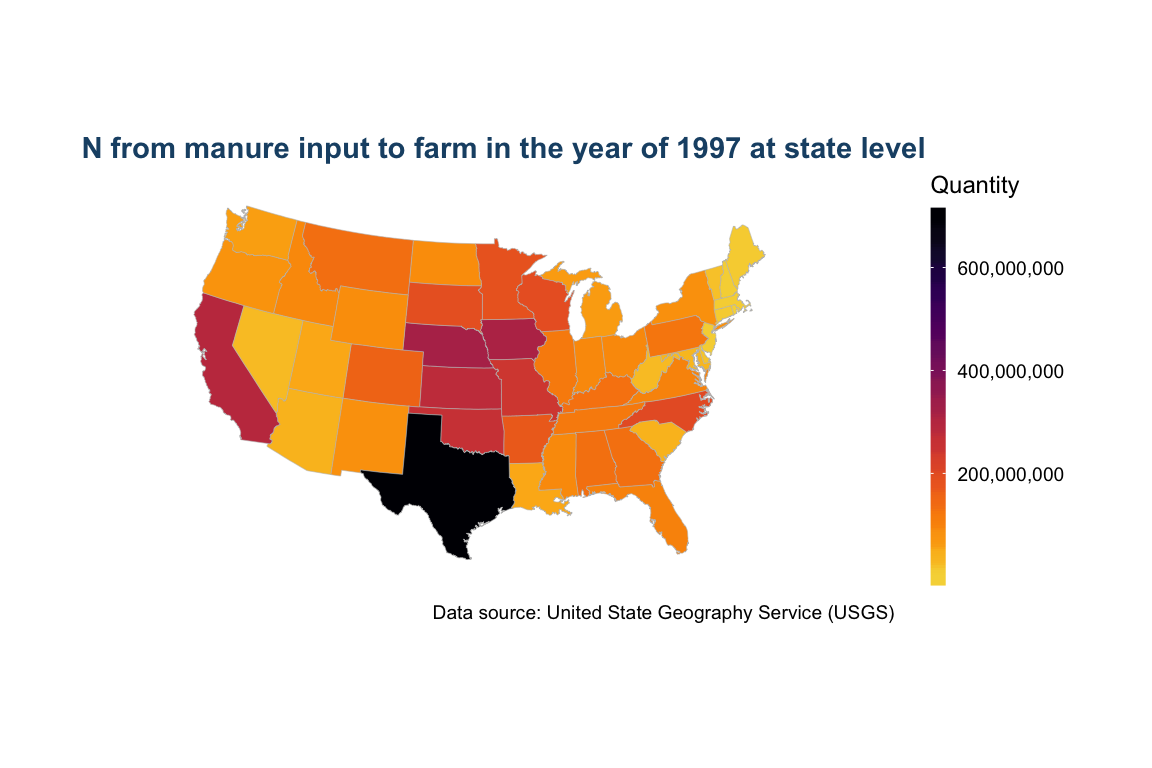 N from manure input to farm in the year of 1997 at state level
Quantity
600,000,000
400,000,000
200,000,000
Data source: United State Geography Service (USGS)